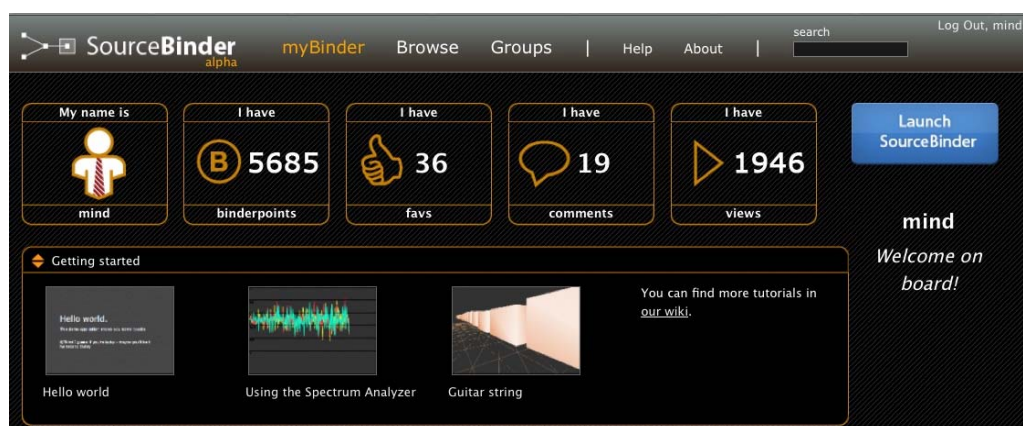 SourceBinder
alpha
myBinder Browse Groups | Help About |
search
Log Out, mind
My name is
mind
I have
B 5685
binderpoints
I have
36
favs
I have
19
comments
I have
1946
views
Launch
SourceBinder
mind
Welcome on
board!
Getting started
Hello world.
Hello world
Using the Spectrum Analyzer
Guitar string
You can find more tutorials in
our wiki.